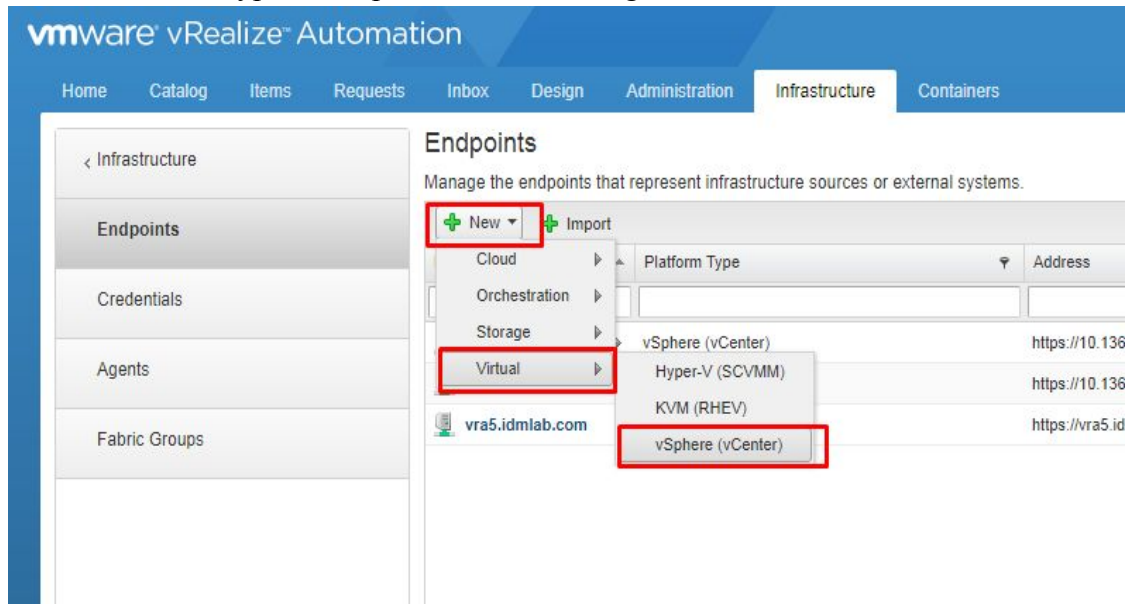 vmware vRealize™ Automation
Home Catalog Items Requests Inbox Design Administration Infrastructure Containers
< Infrastructure
Endpoints
Credentials
Agents
Fabric Groups
Endpoints
Manage the endpoints that represent infrastructure sources or external systems.
New Import
Platform Type Address
Cloud
Orchestration
Storage
Virtual
Hyper-V (SCVMM)
KVM (RHEV)
vSphere (vCenter)
vSphere (vCenter) https://10.136
https://10.136
vra5.idmlab.com https://vra5.id